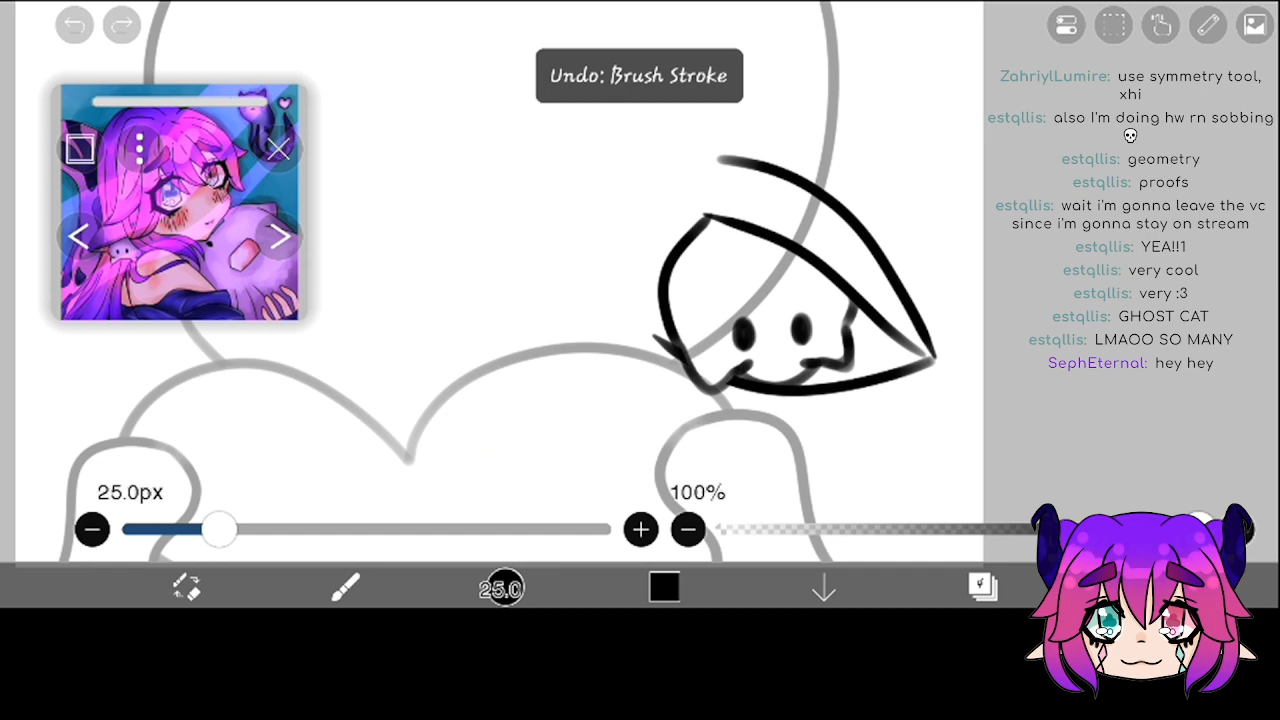 Undo: Brush Stroke
ZahriylLumire: use symmetry tool,
xhi
estqllis: also I'm doing hw rn sobbing
💀
estqllis: geometry
estqllis: proofs
estqllis: wait i'm gonna leave the vc
since i'm gonna stay on stream
estqllis: YEA!!1
estqllis: very cool
estqllis: very :3
estqllis: GHOST CAT
estqllis: LMAOO SO MANY
SephEternal: hey hey
25.0px
100%
25.0